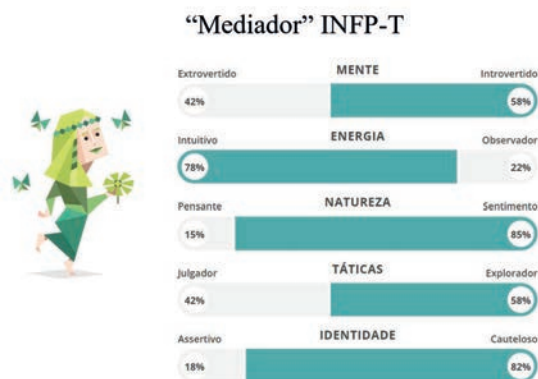 “Mediador” INFP-T
Extrovertido MENTE Introvertido
42% 58%
Intuitivo ENERGIA Observador
78% 22%
Pensante NATUREZA Sentimento
15% 85%
Julgador TÁTICAS Explorador
42% 58%
Assertivo IDENTIDADE Cauteloso
18% 82%